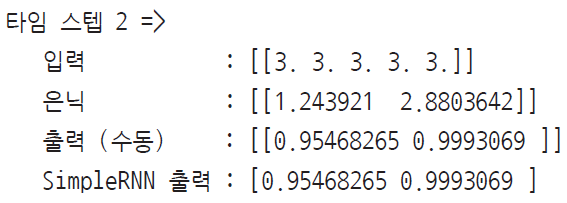 타임 스텝 2 =>
입력 : [[3. 3. 3. 3. 3.]]
은닉 : [[1.243921 2.8803642]]
출력 (수동) : [[0.95468265 0.9993069 ]]
SimpleRNN 출력 : [0.95468265 0.9993069 ]